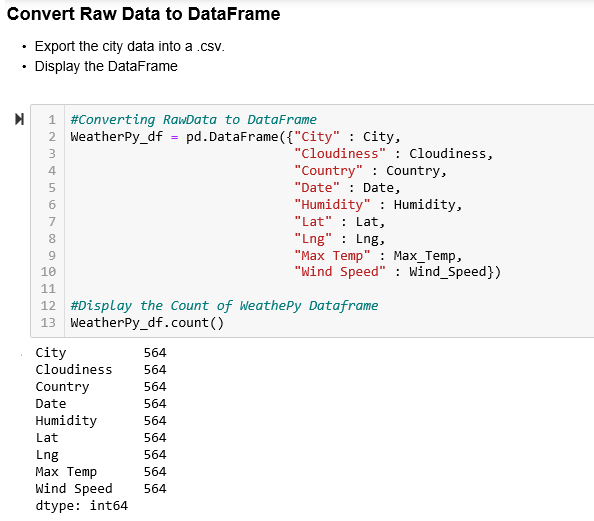 Convert Raw Data to DataFrame
• Export the city data into a .csv.
• Display the DataFrame
1 #Converting RawData to DataFrame
2 WeatherPy_df = pd.DataFrame({"City" : City,
3 "Cloudiness" : Cloudiness,
4 "Country" : Country,
5 "Date" : Date,
6 "Humidity" : Humidity,
7 "Lat" : Lat,
8 "Lng" : Lng,
9 "Max Temp" : Max_Temp,
10 "Wind Speed" : Wind_Speed})
11
12 #Display the Count of WeathePy Dataframe
13 WeatherPy_df.count()
City 564
Cloudiness 564
Country 564
Date 564
Humidity 564
Lat 564
Lng 564
Max Temp 564
Wind Speed 564
dtype: int64